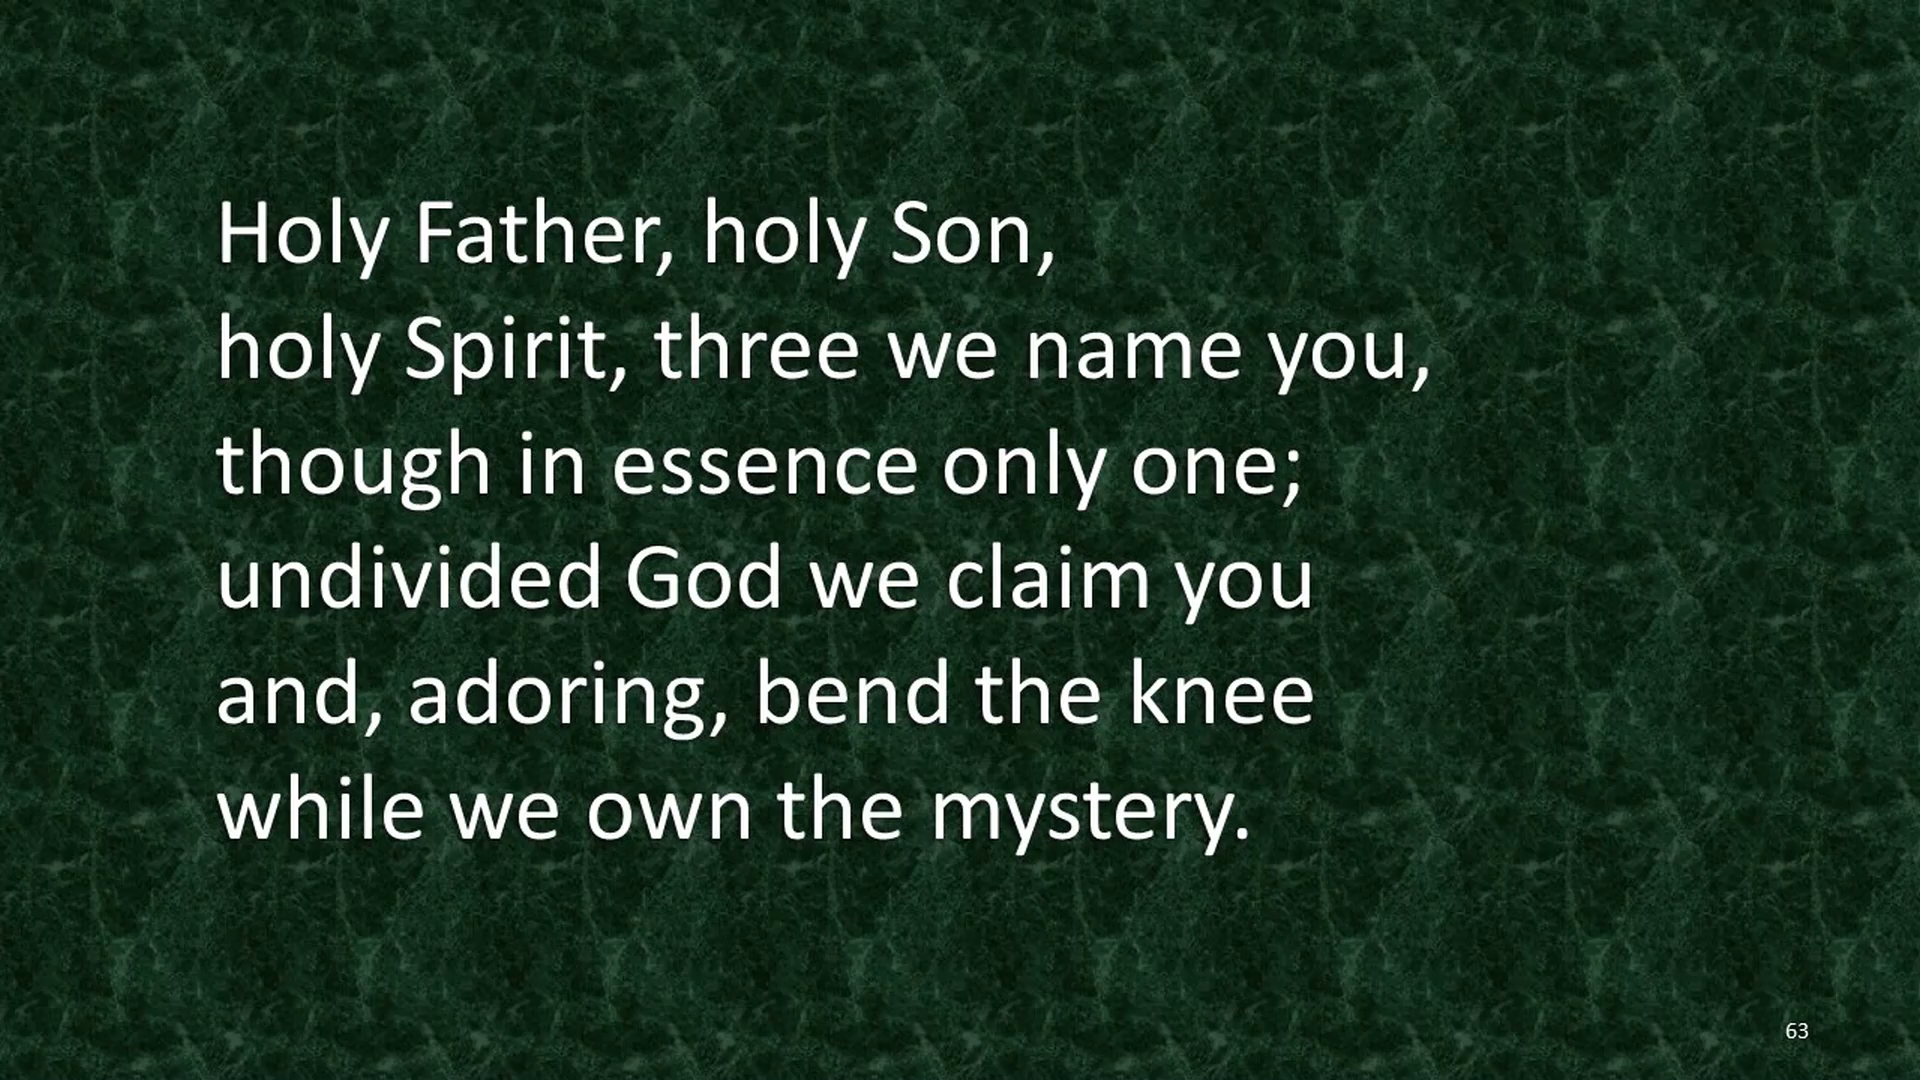 Holy Father, holy Son,
holy Spirit, three we name you,
though in essence only one;
undivided God we claim you
and, adoring, bend the knee
while we own the mystery.
63